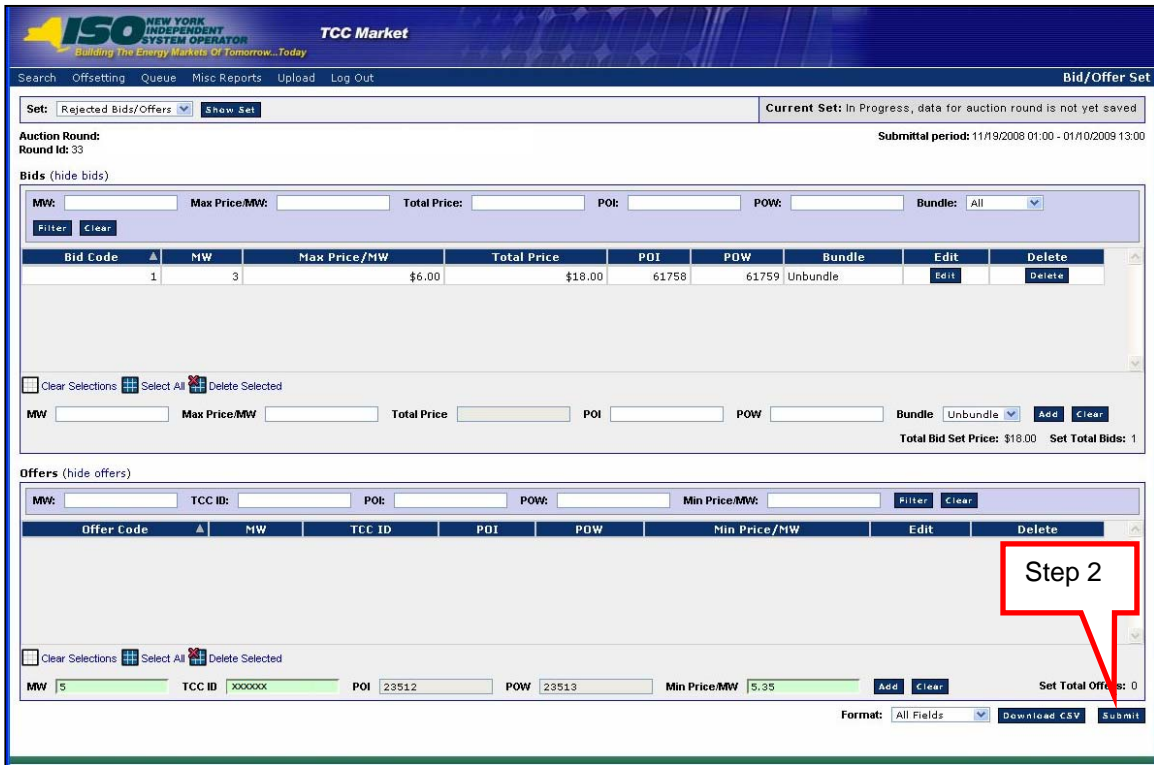 NEW YORK
ISO INDEPENDENT
SYSTEM OPERATOR
Building The Energy Markets Of Tomorrow...Today
TCC Market
Search Offsetting Queue Misc Reports Upload Log Out Bid/Offer Set
Set: Rejected Bids/Offers Show Set Current Set: In Progress, data for auction round is not yet saved
Auction Round: Submittal period: 11/19/2008 01:00 - 01/10/2009 13:00
Round Id: 33
Bids (hide bids)
MW: Max Price/MW: Total Price: POI: POW: Bundle: All
Filter Clear
Bid Code MW Max Price/MW Total Price POI POW Bundle Edit Delete
1 3 $6.00 $18.00 61758 61759 Unbundle Edit Delete
Clear Selections Select All Delete Selected
MW Max Price/MW Total Price POI POW Bundle Unbundle Add Clear
Total Bid Set Price: $18.00 Set Total Bids: 1
Offers (hide offers)
MW: TCC ID: POI: POW: Min Price/MW: Filter Clear
Offer Code MW TCC ID POI POW Min Price/MW Edit Delete
Step 2
Clear Selections Select All Delete Selected
MW 5 TCC ID xxxxxx POI 23512 POW 23513 Min Price/MW 5.35 Add Clear Set Total Offers: 0
Format: All Fields Download CSV Submit